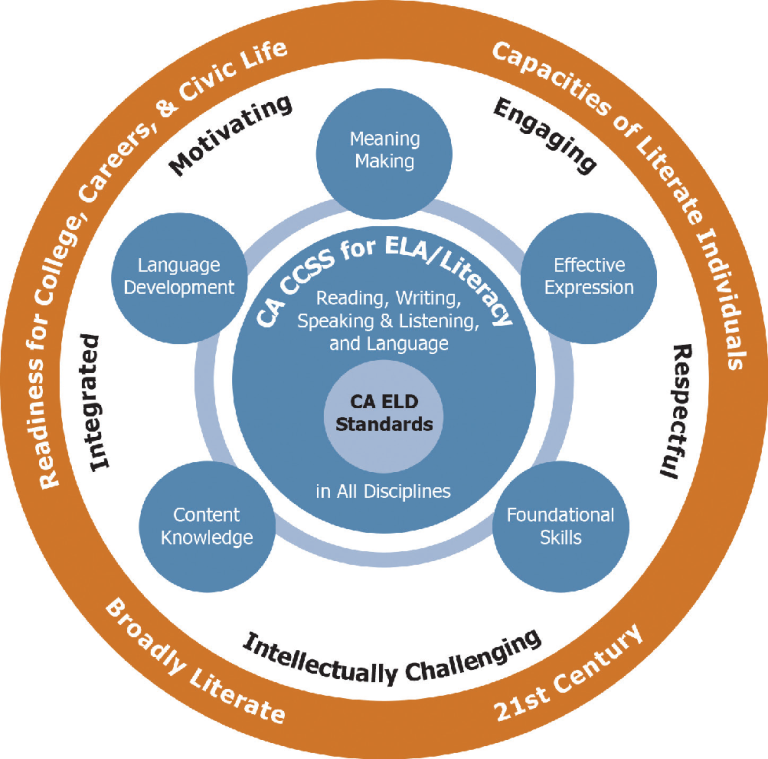 Readiness for College, Careers, & Civic Life
Capacities of Literate Individuals
Motivating
Engaging
Meaning
Making
Language
Development
Effective
Expression
CA CCSS for ELA/Literacy
Reading, Writing,
Speaking & Listening,
and Language
CA ELD
Standards
in All Disciplines
Integrated
Respectful
Content
Knowledge
Foundational
Skills
Intellectually Challenging
Broadly Literate
21st Century